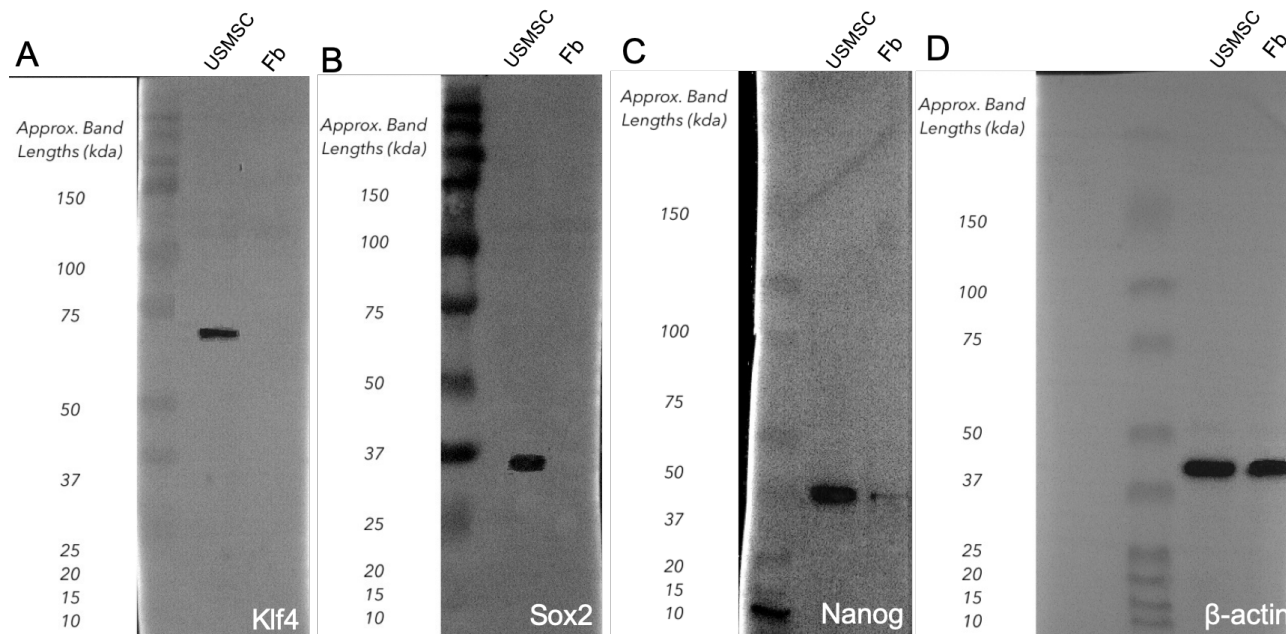 A
USMSC
Fb
Approx. Band
Lengths (kda)
150
100
75
50
37
25
20
15
10
Klf4
B
USMSC
Fb
Approx. Band
Lengths (kda)
150
100
75
50
37
25
20
15
10
Sox2
C
USMSC
Fb
Approx. Band
Lengths (kda)
150
100
75
50
37
20
15
10
Nanog
D
USMSC
Fb
Approx. Band
Lengths (kda)
150
100
75
50
37
25
20
15
10
β-actin